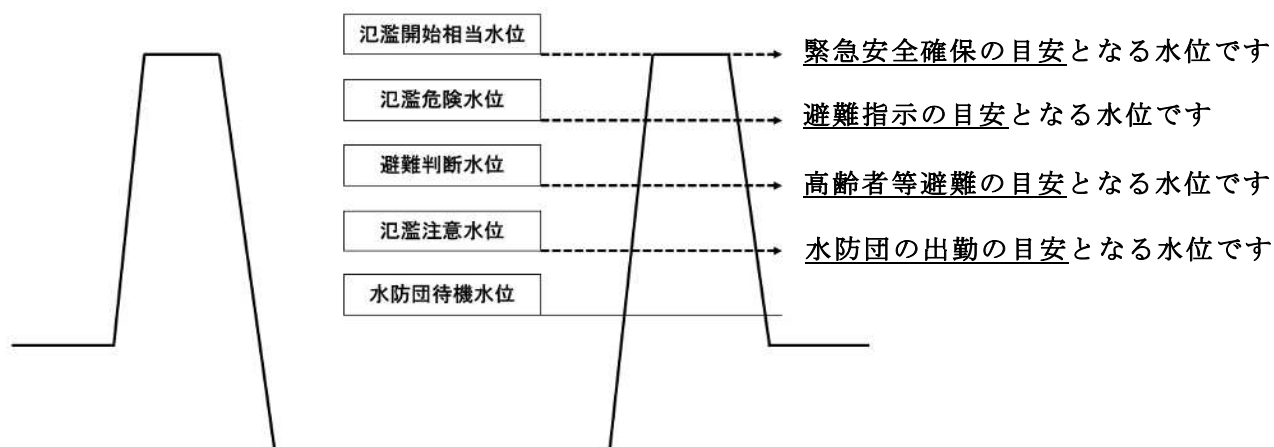 氾濫開始相当水位
緊急安全確保の目安となる水位です
氾濫危険水位
避難指示の目安となる水位です
避難判断水位
高齢者等避難の目安となる水位です
氾濫注意水位
水防団の出勤の目安となる水位です
水防団待機水位